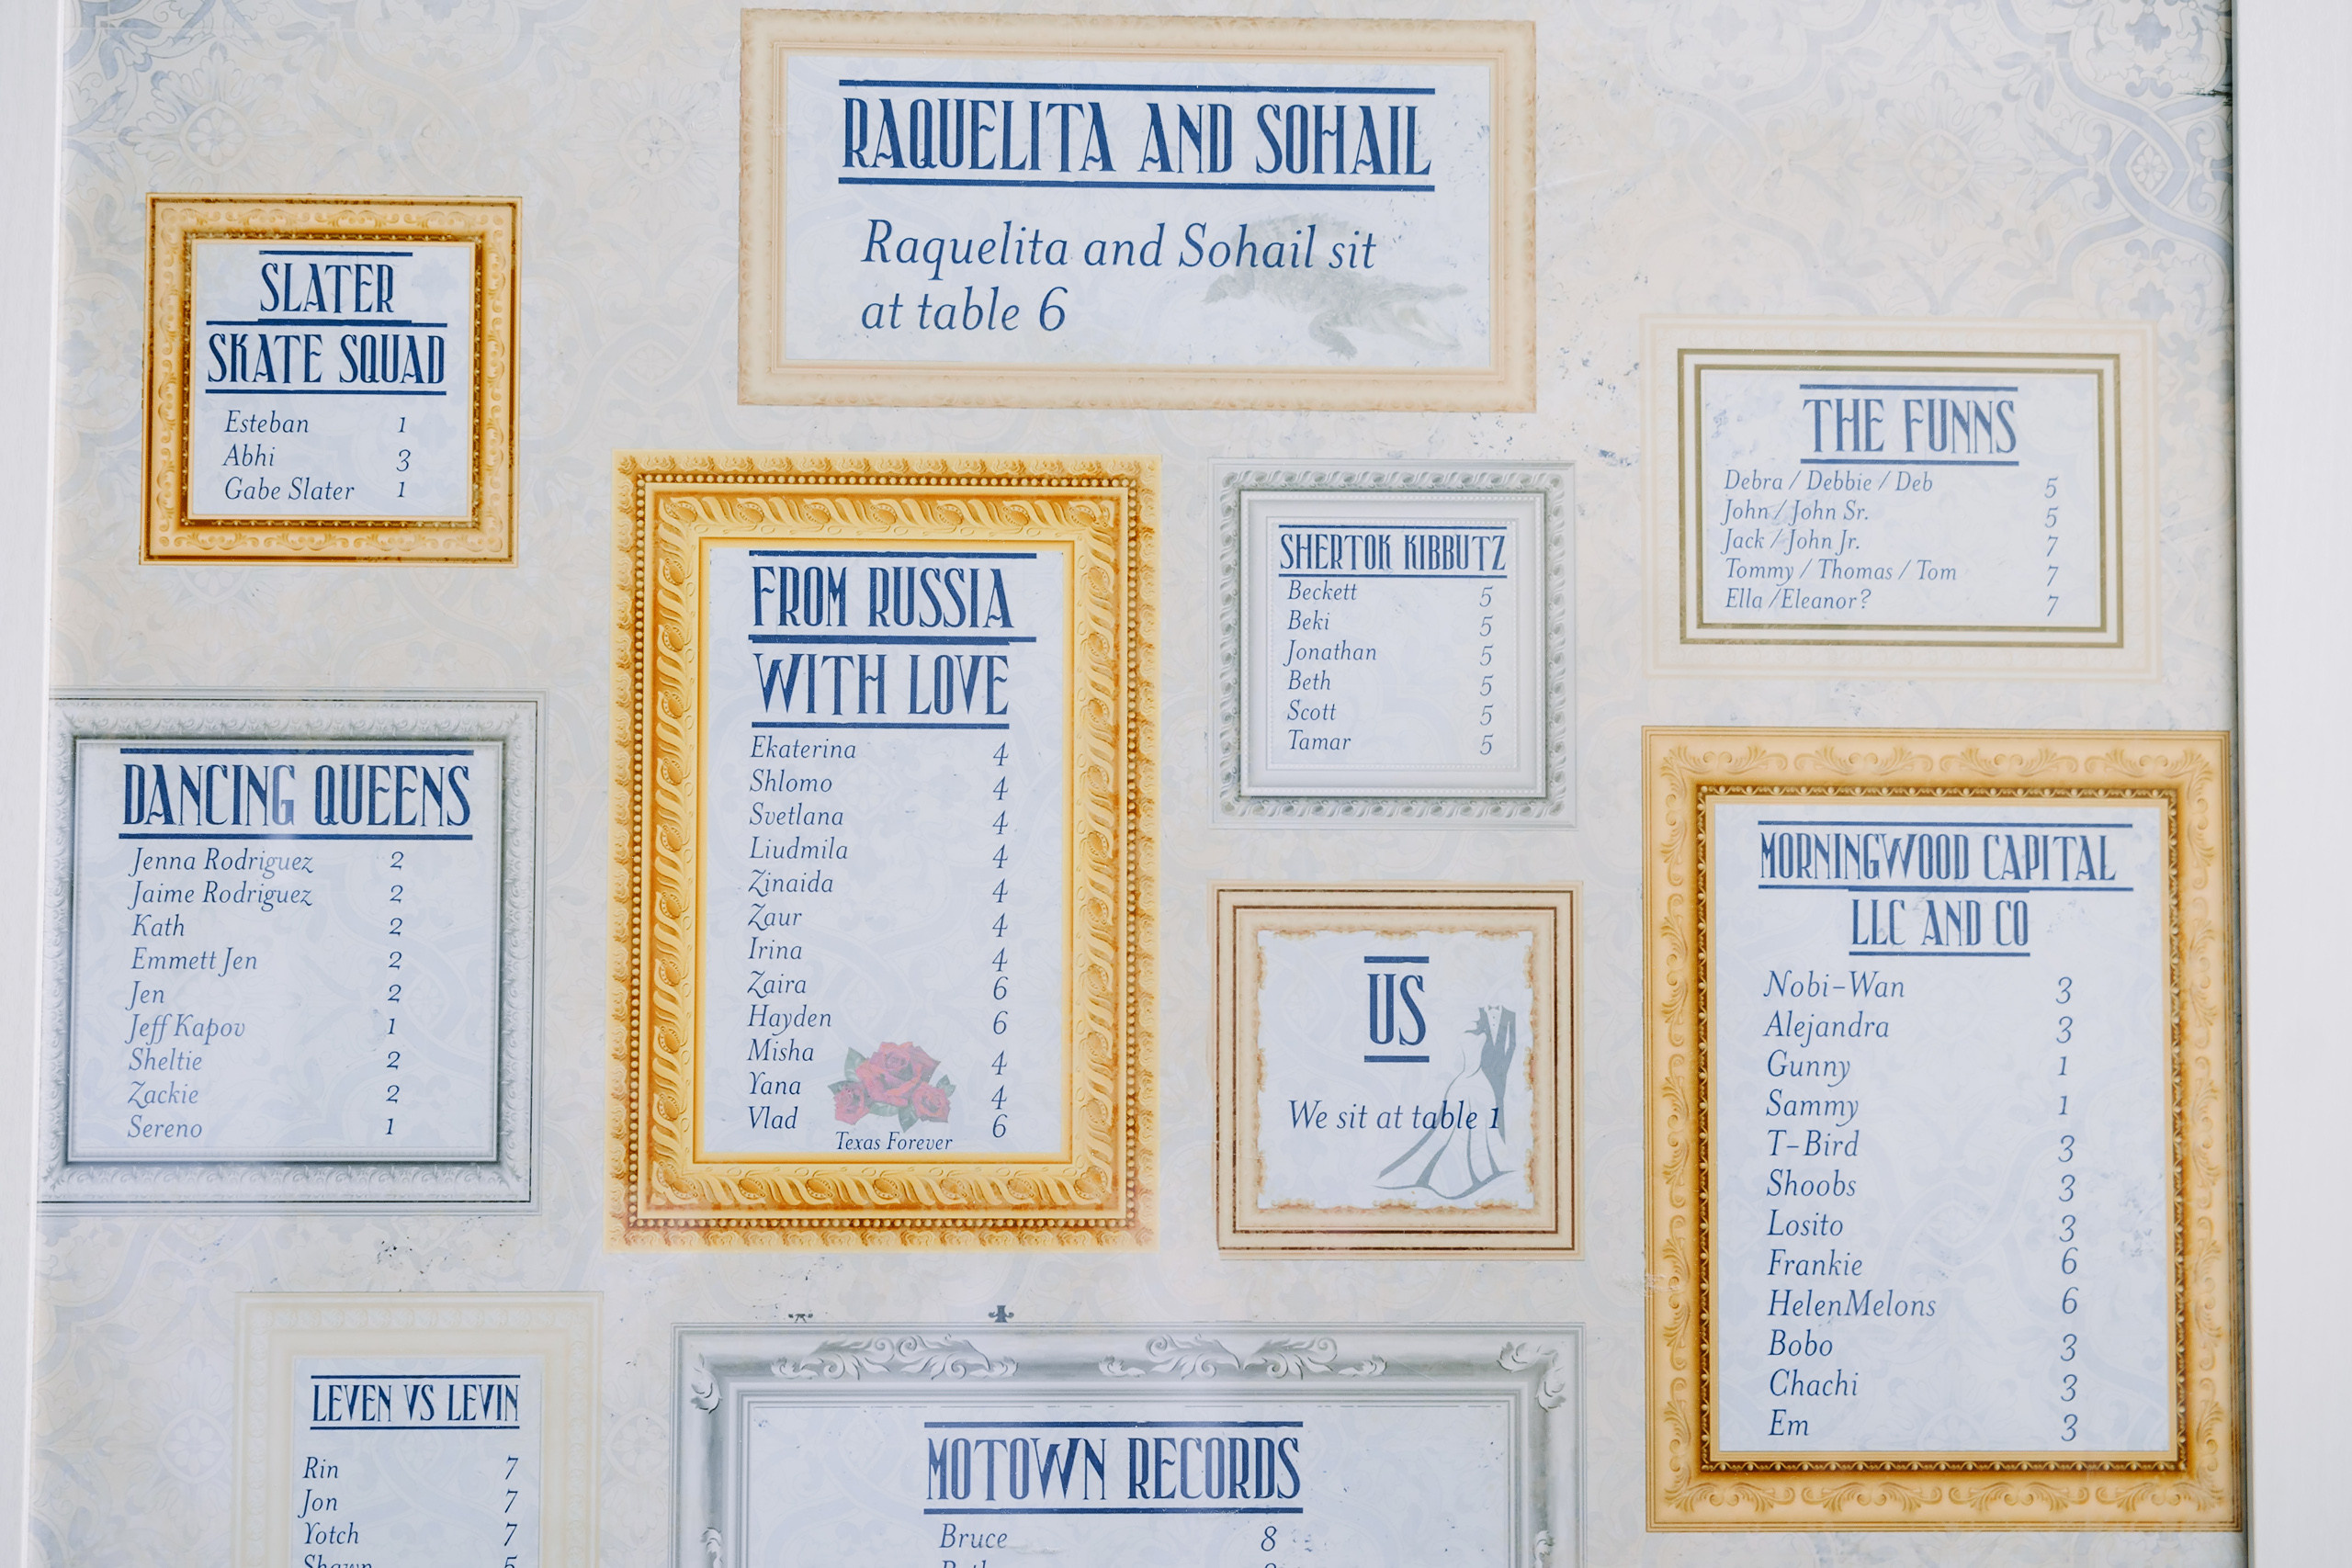 RAQUELITA AND SOHAIL
Raquelita and Sohail sit
at table 6
SLATER
SKATE SQUAD
Esteban 1
Abhi 3
Gabe Slater 1
THE FUNNS
Debra / Debbie / Deb 5
John / John Sr. 5
Jack / John Jr. 7
Tommy / Thomas / Tom 7
Ella /Eleanor? 7
FROM RUSSIA
WITH LOVE
Ekaterina 4
Shlomo 4
Svetlana 4
Liudmila 4
Zinaida 4
Zaur 4
Irina 4
Zaira 6
Hayden 6
Misha 4
Yana 4
Vlad 6
Texas Forever
SHERTOK KIBBUTZ
Beckett 5
Beki 5
Jonathan 5
Beth 5
Scott 5
Tamar 5
DANCING QUEENS
Jenna Rodriguez 2
Jaime Rodriguez 2
Kath 2
Emmett Jen 2
Jen 2
Jeff Kapov 1
Sheltie 2
Zackie 2
Sereno 1
US
We sit at table 1
MORNINGWOOD CAPITAL
LLC AND CO
Nobi-Wan 3
Alejandra 3
Gunny 1
Sammy 1
T-Bird 3
Shoobs 3
Losito 3
Frankie 6
HelenMelons 6
Bobo 3
Chachi 3
Em 3
LEVEN VS LEVIN
Rin 7
Jon 7
Yotch 7
Shawn 5
MOTOWN RECORDS
Bruce 8